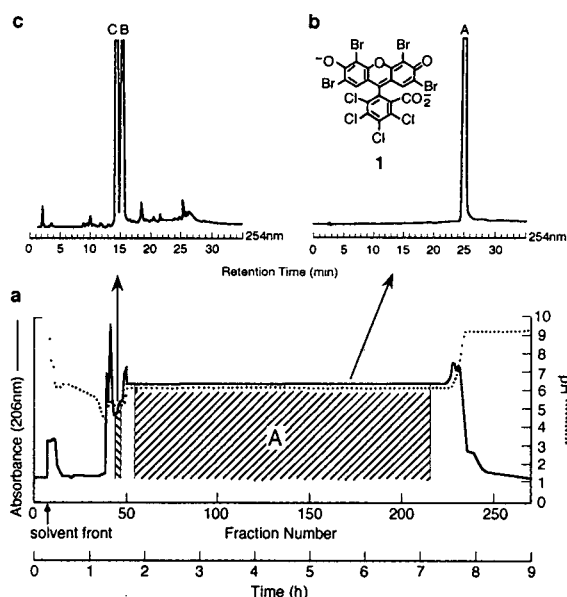 c
C B
0 5 10 15 20 25 30
254nm
b
A
⁻O
Br
O
Br
O
Br
Br
Cl
CO₂⁻
Cl
Cl
Cl
1
0 5 10 15 20 25 30
254nm
Retention Time (min)
a
Absorbance (206nm)
A
10
9
8
7
6
5
4
3
2
1
0
pH
0 50 100 150 200 250
solvent front
Fraction Number
0 1 2 3 4 5 6 7 8 9
Time (h)